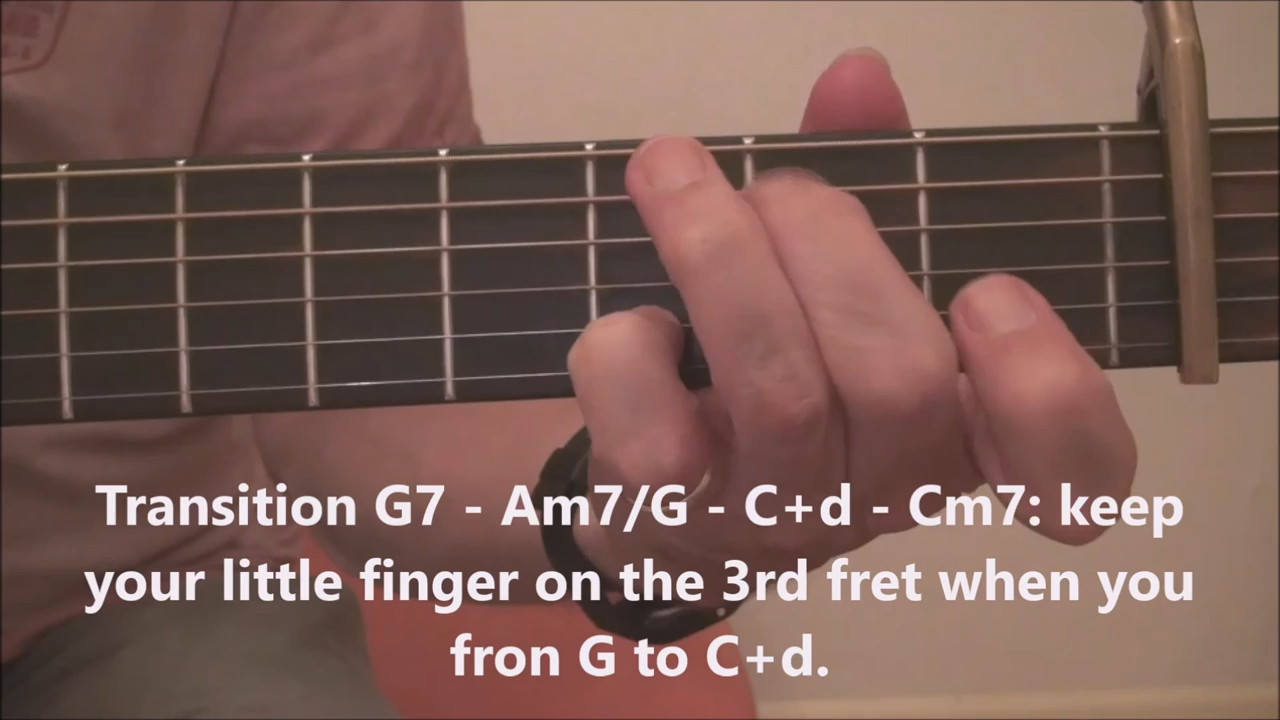 Transition G7 - Am7/G - C+d - Cm7: keep
your little finger on the 3rd fret when you
fron G to C+d.